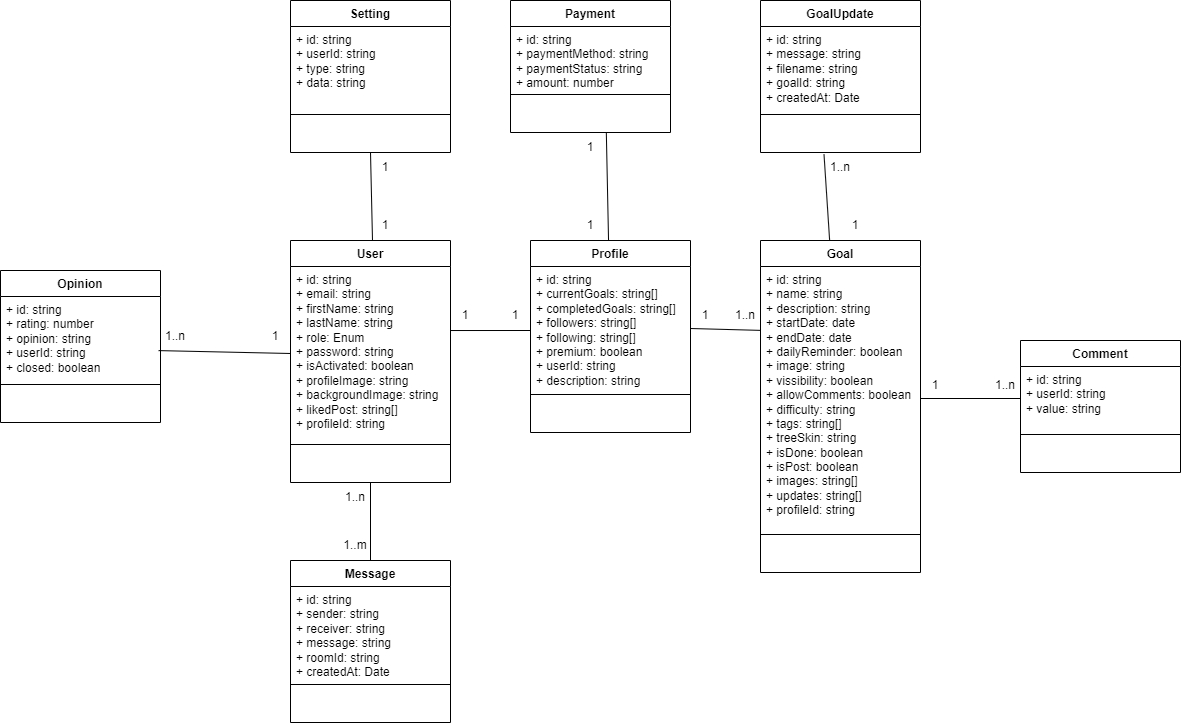 Setting
+ id: string
+ userId: string
+ type: string
+ data: string
Payment
+ id: string
+ paymentMethod: string
+ paymentStatus: string
+ amount: number
GoalUpdate
+ id: string
+ message: string
+ filename: string
+ goalId: string
+ createdAt: Date
1
1
1..n
1
1
1
Opinion
+ id: string
+ rating: number
+ opinion: string
+ userId: string
+ closed: boolean
1..n
1
User
+ id: string
+ email: string
+ firstName: string
+ lastName: string
+ role: Enum
+ password: string
+ isActivated: boolean
+ profileImage: string
+ backgroundImage: string
+ likedPost: string[]
+ profileId: string
1
1
Profile
+ id: string
+ currentGoals: string[]
+ completedGoals: string[]
+ followers: string[]
+ following: string[]
+ premium: boolean
+ userId: string
+ description: string
1
1..n
Goal
+ id: string
+ name: string
+ description: string
+ startDate: date
+ endDate: date
+ dailyReminder: boolean
+ image: string
+ vissibility: boolean
+ allowComments: boolean
+ difficulty: string
+ tags: string[]
+ treeSkin: string
+ isDone: boolean
+ isPost: boolean
+ images: string[]
+ updates: string[]
+ profileId: string
1
1..n
Comment
+ id: string
+ userId: string
+ value: string
1..n
1..m
Message
+ id: string
+ sender: string
+ receiver: string
+ message: string
+ roomId: string
+ createdAt: Date